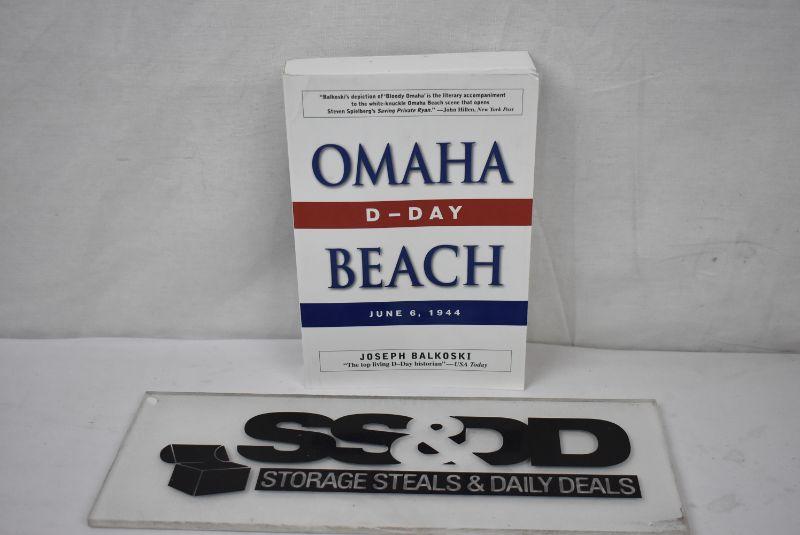 "Balkoski's depiction of 'Bloody Omaha' is the literary accompaniment
to the white-knuckle Omaha Beach scene that opens
Steven Spielberg's Saving Private Ryan." —John Hillen, New York Post
OMAHA
D-DAY
BEACH
JUNE 6, 1944
JOSEPH BALKOSKI
"The top living D-Day historian"—USA Today
SS&DD
STORAGE STEALS & DAILY DEALS